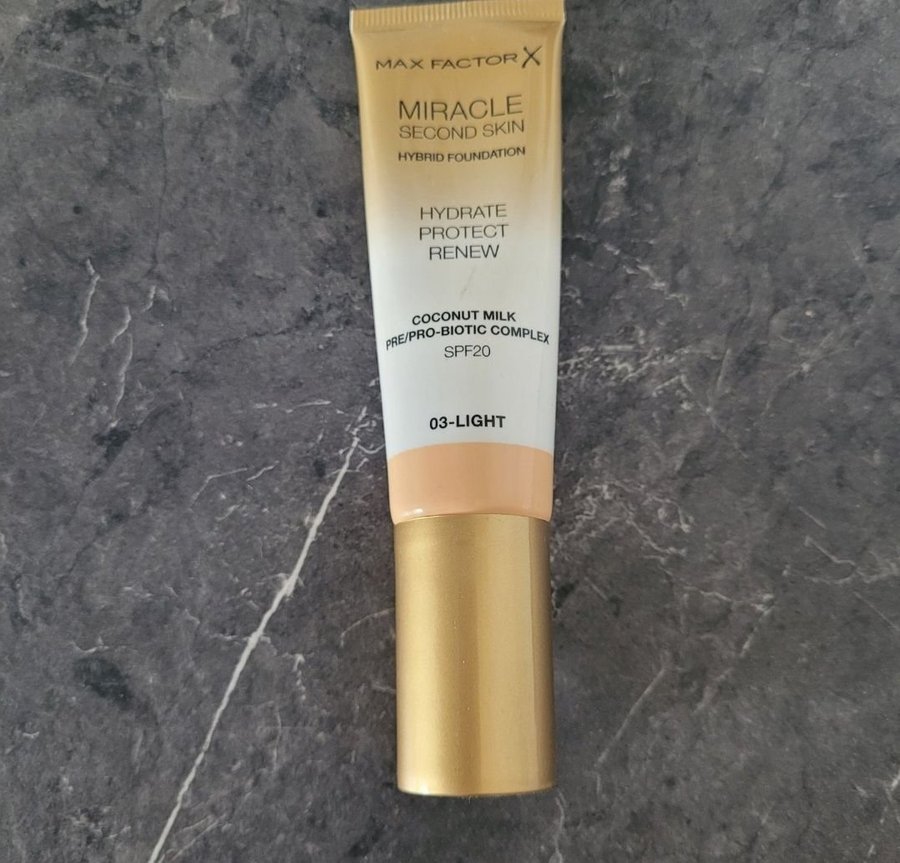 MAX FACTOR X
MIRACLE
SECOND SKIN
HYBRID FOUNDATION
HYDRATE
PROTECT
RENEW
COCONUT MILK
PRE/PRO-BIOTIC COMPLEX
SPF20
03-LIGHT